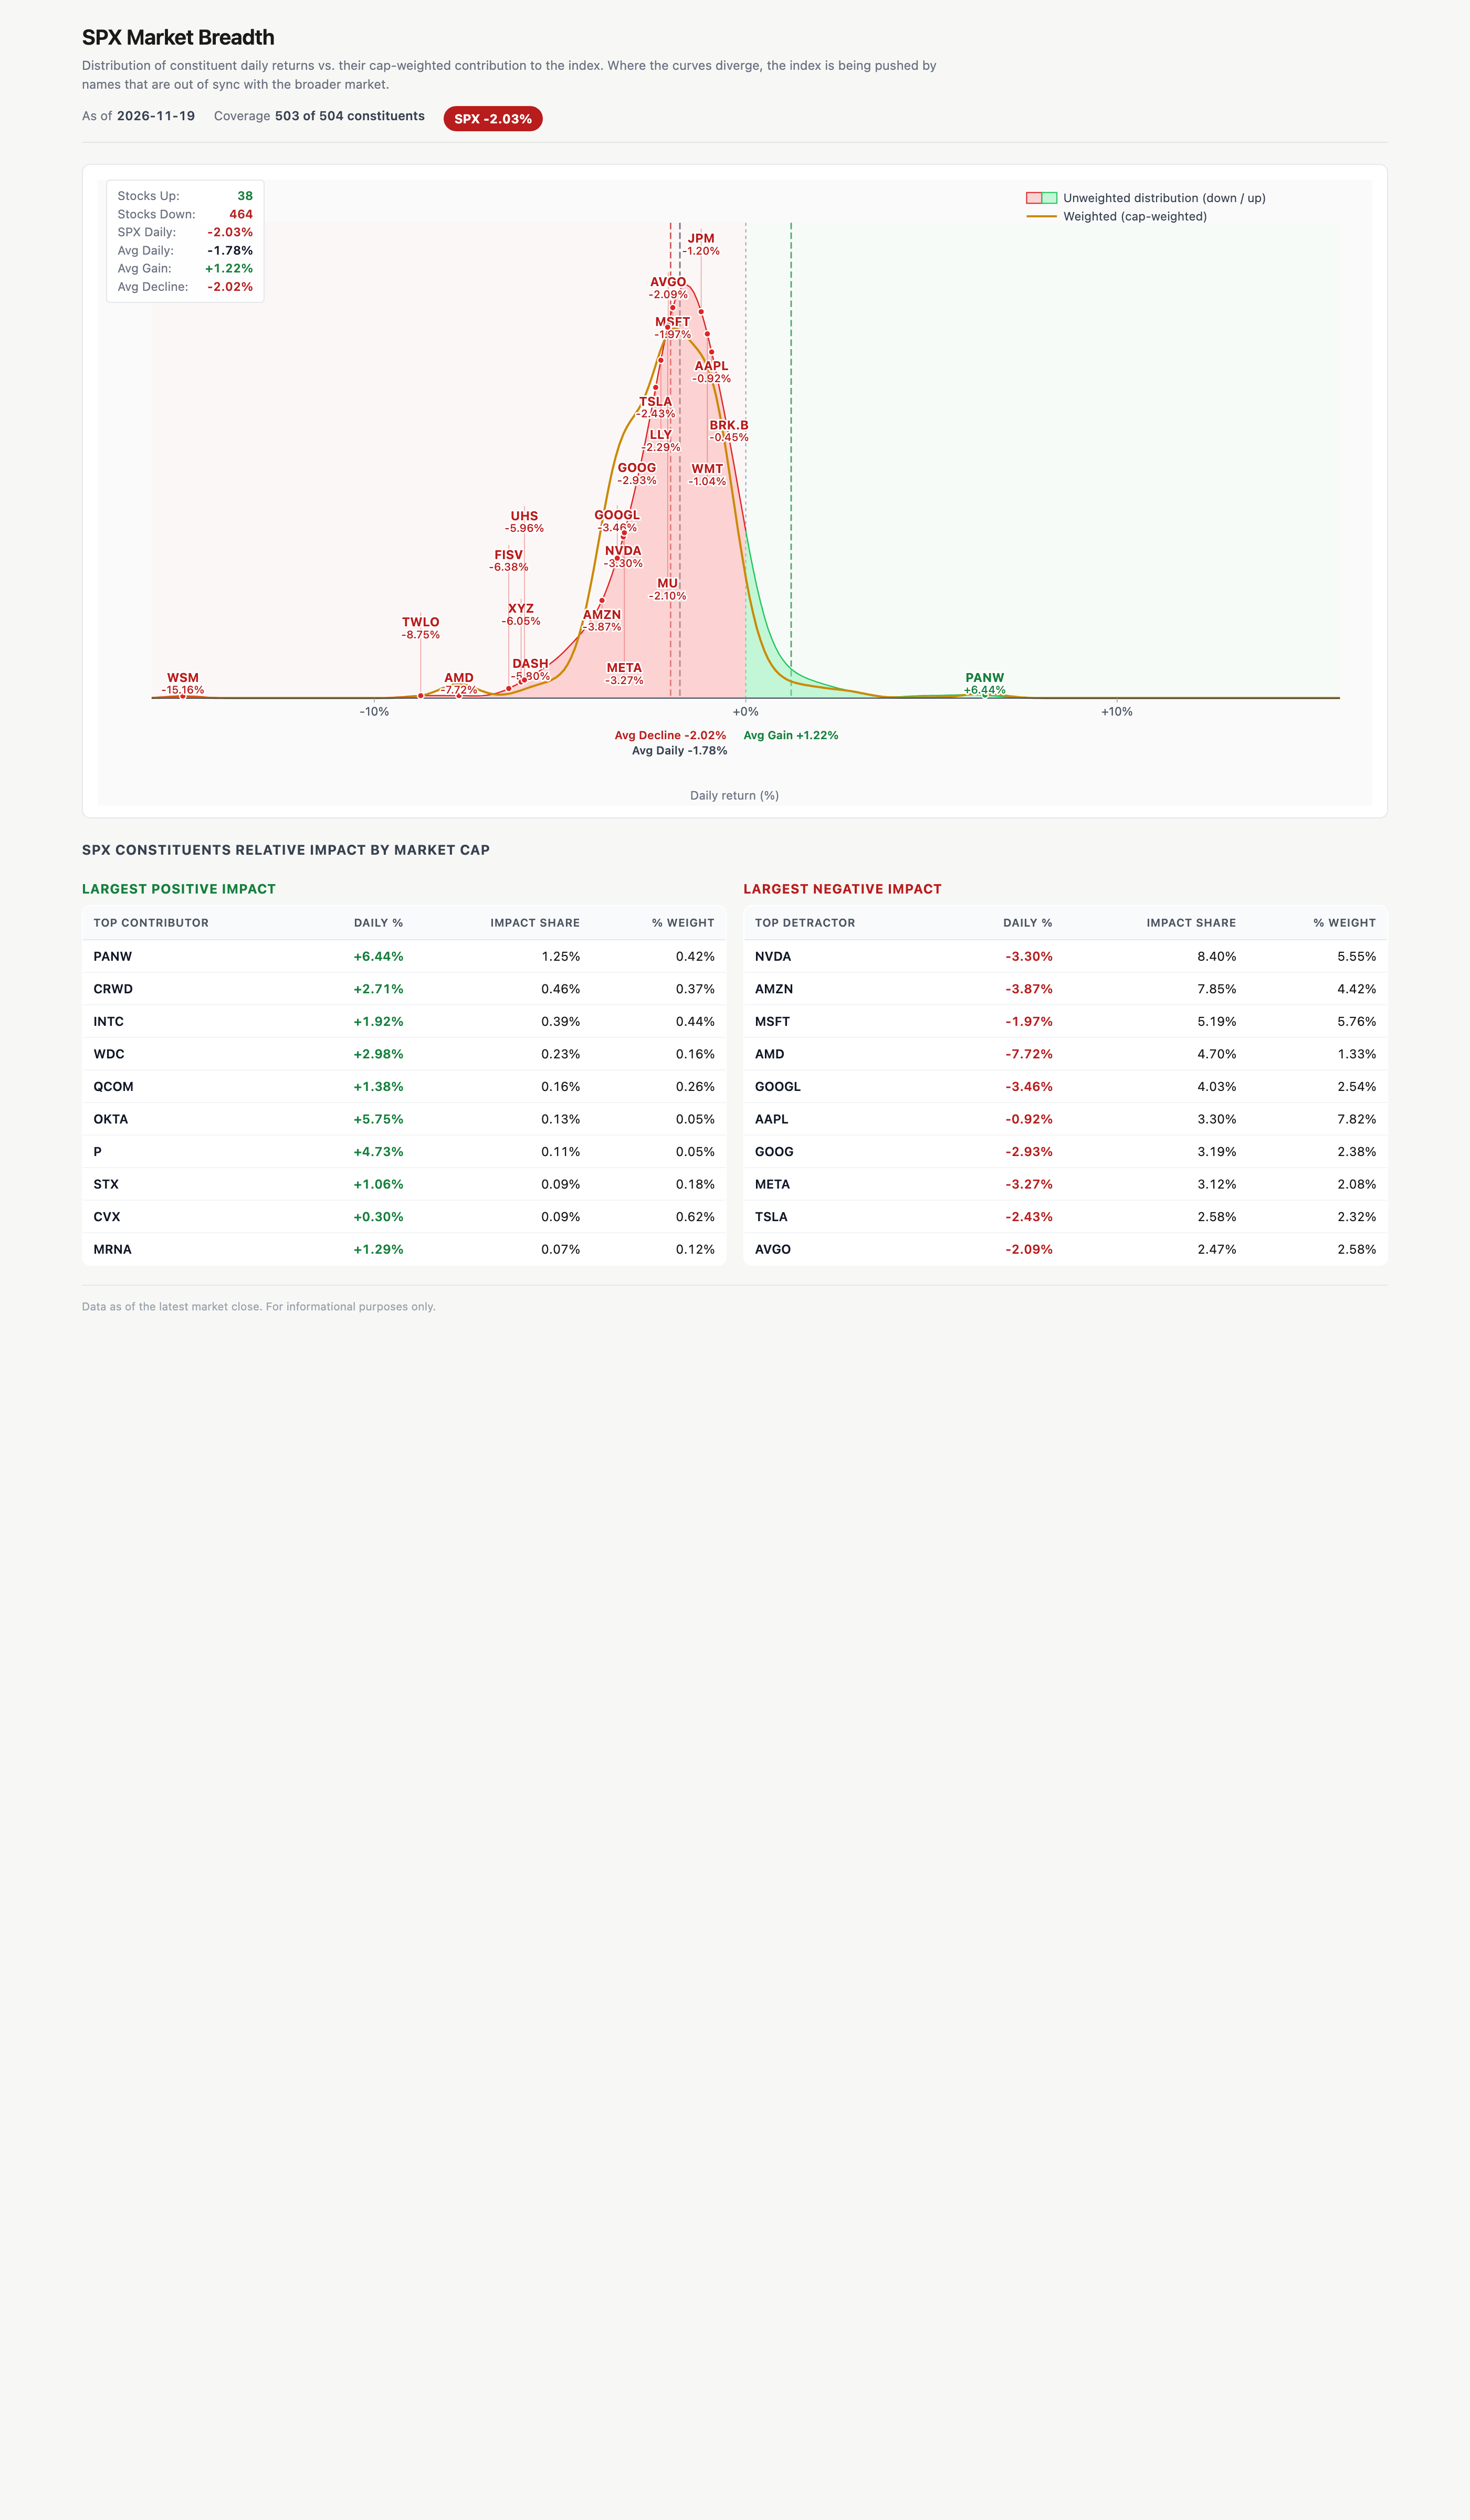 SPX Market Breadth
Distribution of constituent daily returns vs. their cap-weighted contribution to the index. Where the curves diverge, the index is being pushed by
names that are out of sync with the broader market.
As of 2026-11-19 Coverage 503 of 504 constituents SPX -2.03%
Stocks Up: 38
Stocks Down: 464
SPX Daily: -2.03%
Avg Daily: -1.78%
Avg Gain: +1.22%
Avg Decline: -2.02%
Unweighted distribution (down / up)
Weighted (cap-weighted)
JPM
-1.20%
AVGO
-2.09%
MSFT
-1.97%
AAPL
-0.92%
TSLA
-2.43%
BRK.B
-0.45%
LLY
-2.29%
GOOG
-2.93%
WMT
-1.04%
UHS
-5.96%
GOOGL
-3.46%
FISV
-6.38%
NVDA
-3.30%
MU
-2.10%
XYZ
-6.05%
AMZN
-3.87%
TWLO
-8.75%
DASH
-5.80%
META
-3.27%
WSM
-15.16%
AMD
-7.72%
PANW
+6.44%
-10% +0% +10%
Avg Decline -2.02% Avg Gain +1.22%
Avg Daily -1.78%
Daily return (%)
SPX CONSTITUENTS RELATIVE IMPACT BY MARKET CAP
LARGEST POSITIVE IMPACT
TOP CONTRIBUTOR DAILY % IMPACT SHARE % WEIGHT
PANW +6.44% 1.25% 0.42%
CRWD +2.71% 0.46% 0.37%
INTC +1.92% 0.39% 0.44%
WDC +2.98% 0.23% 0.16%
QCOM +1.38% 0.16% 0.26%
OKTA +5.75% 0.13% 0.05%
P +4.73% 0.11% 0.05%
STX +1.06% 0.09% 0.18%
CVX +0.30% 0.09% 0.62%
MRNA +1.29% 0.07% 0.12%
LARGEST NEGATIVE IMPACT
TOP DETRACTOR DAILY % IMPACT SHARE % WEIGHT
NVDA -3.30% 8.40% 5.55%
AMZN -3.87% 7.85% 4.42%
MSFT -1.97% 5.19% 5.76%
AMD -7.72% 4.70% 1.33%
GOOGL -3.46% 4.03% 2.54%
AAPL -0.92% 3.30% 7.82%
GOOG -2.93% 3.19% 2.38%
META -3.27% 3.12% 2.08%
TSLA -2.43% 2.58% 2.32%
AVGO -2.09% 2.47% 2.58%
Data as of the latest market close. For informational purposes only.